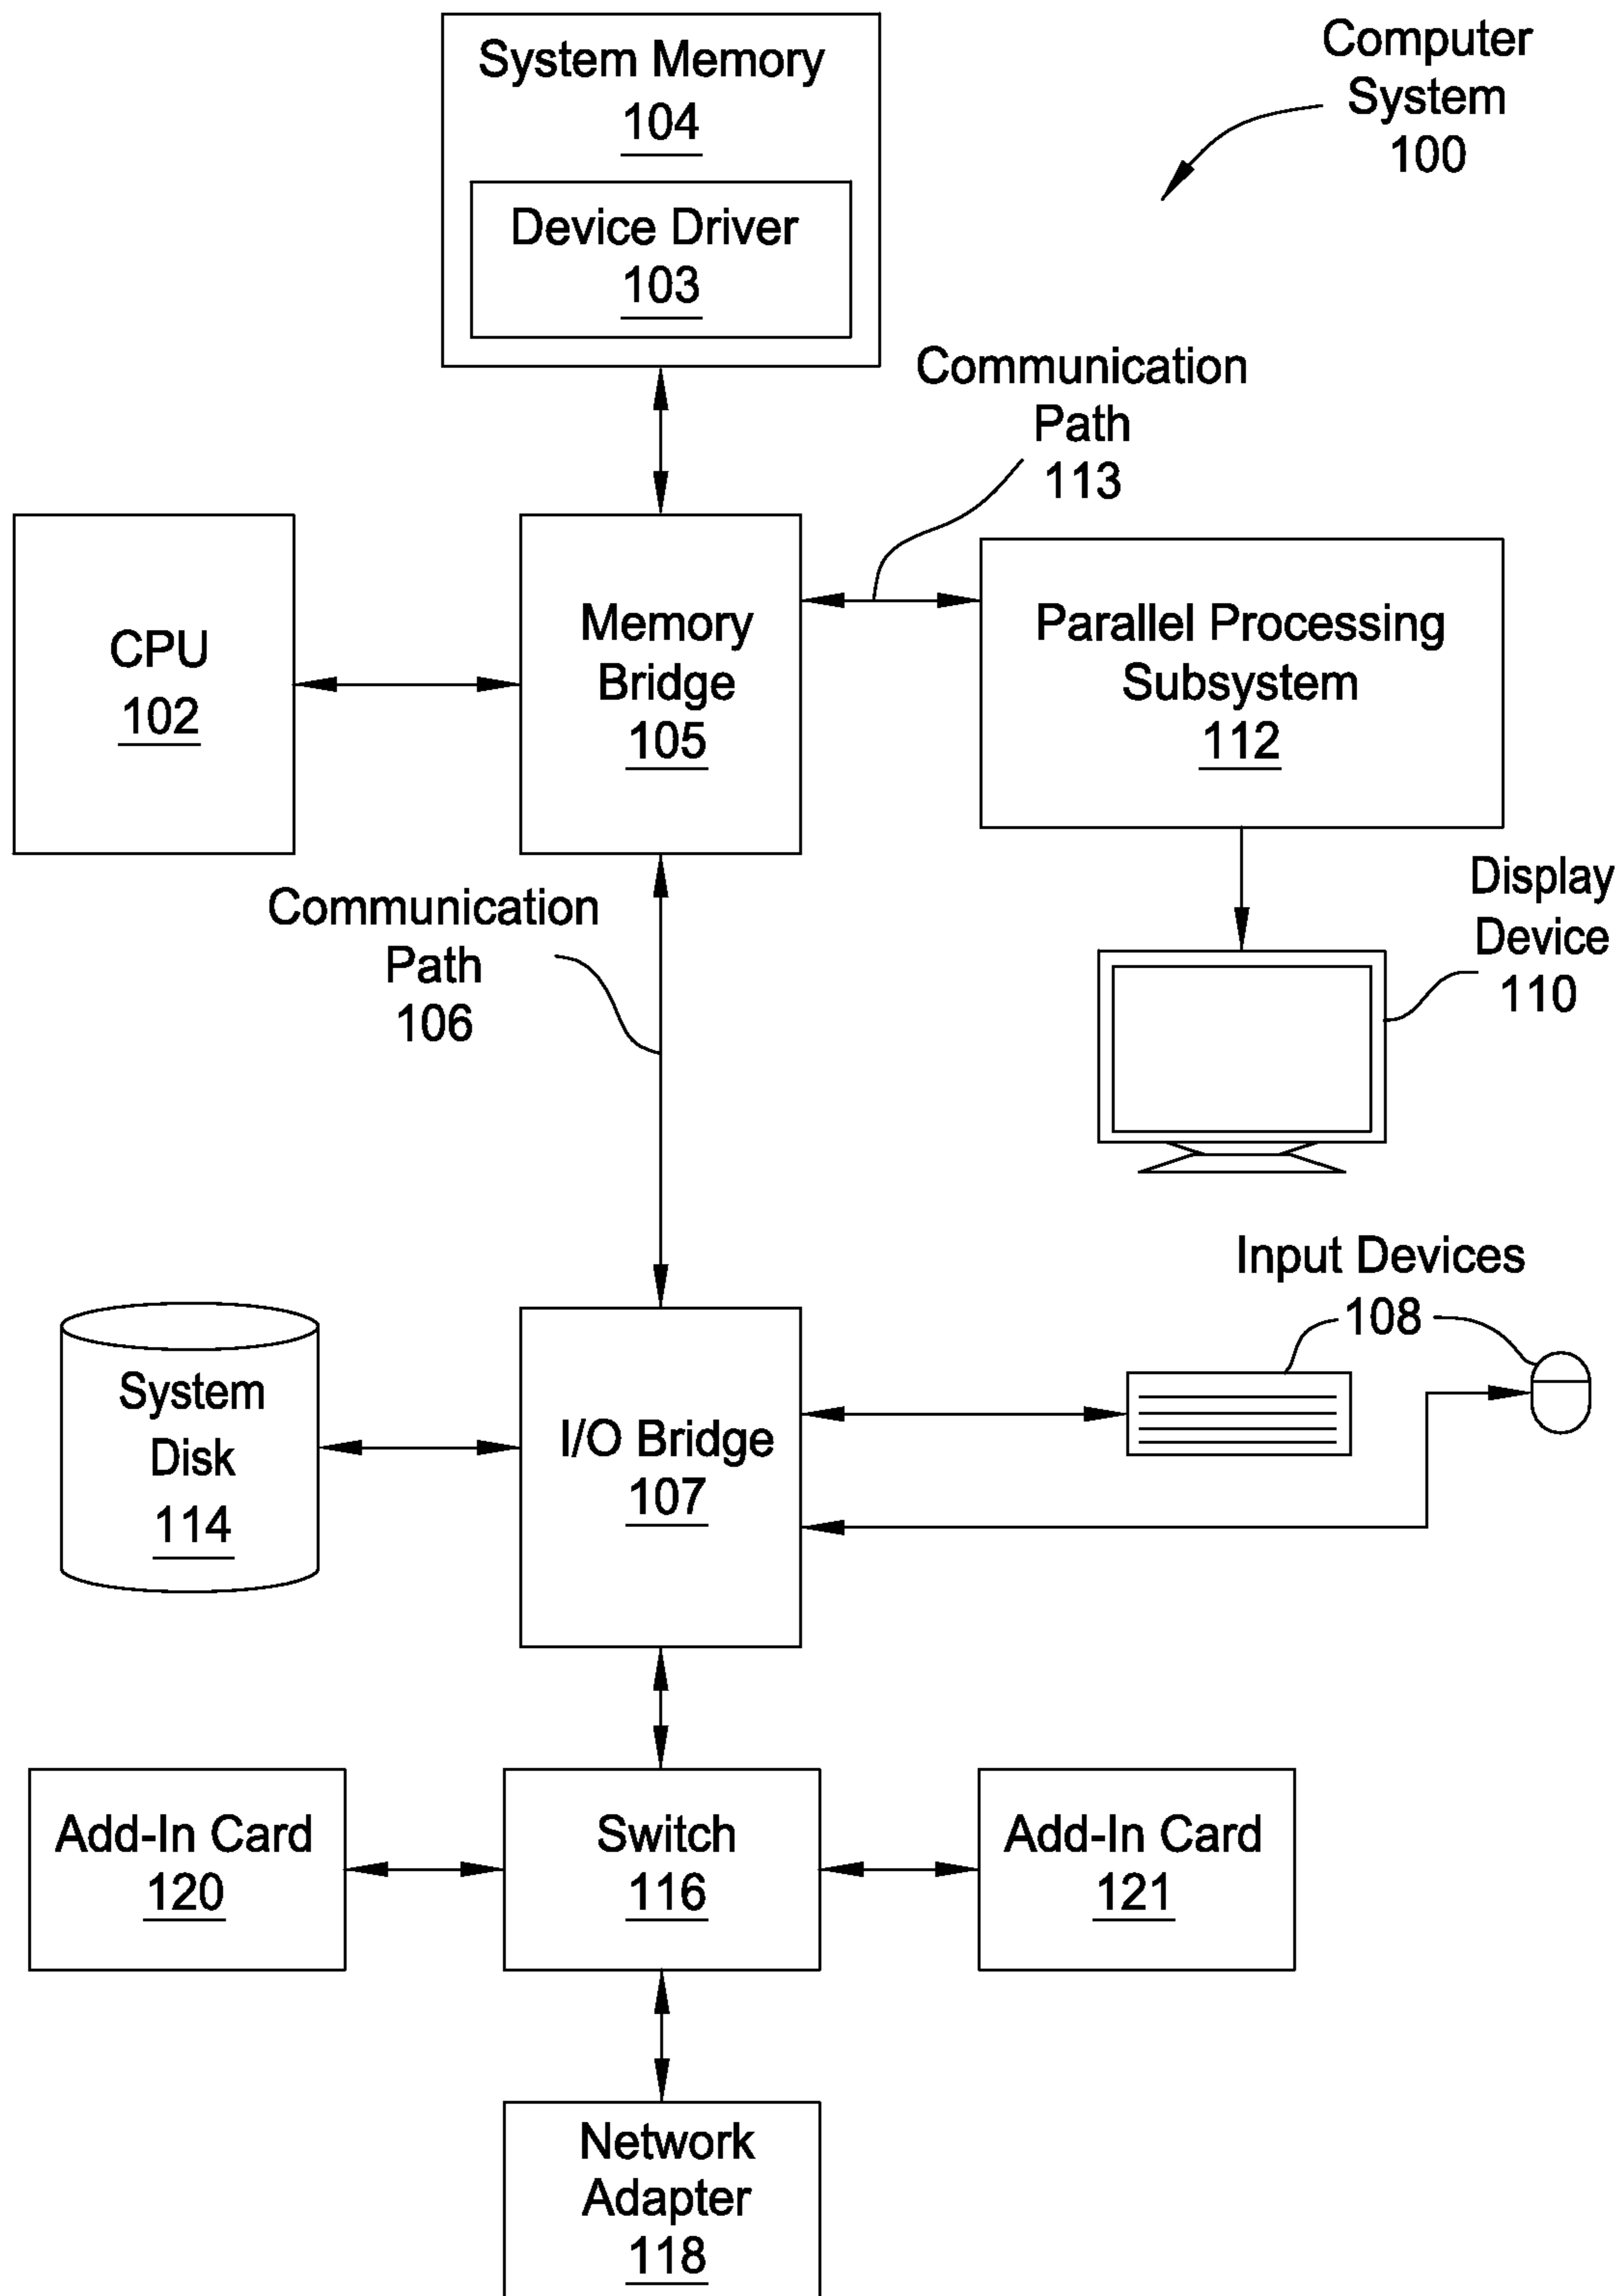 System Memory
104
Device Driver
103
Computer
System
100
Communication
Path
113
CPU
102
Memory
Bridge
105
Parallel Processing
Subsystem
112
Communication
Path
106
Display
Device
110
Input Devices
108
System
Disk
114
I/O Bridge
107
Add-In Card
120
Switch
116
Add-In Card
121
Network
Adapter
118